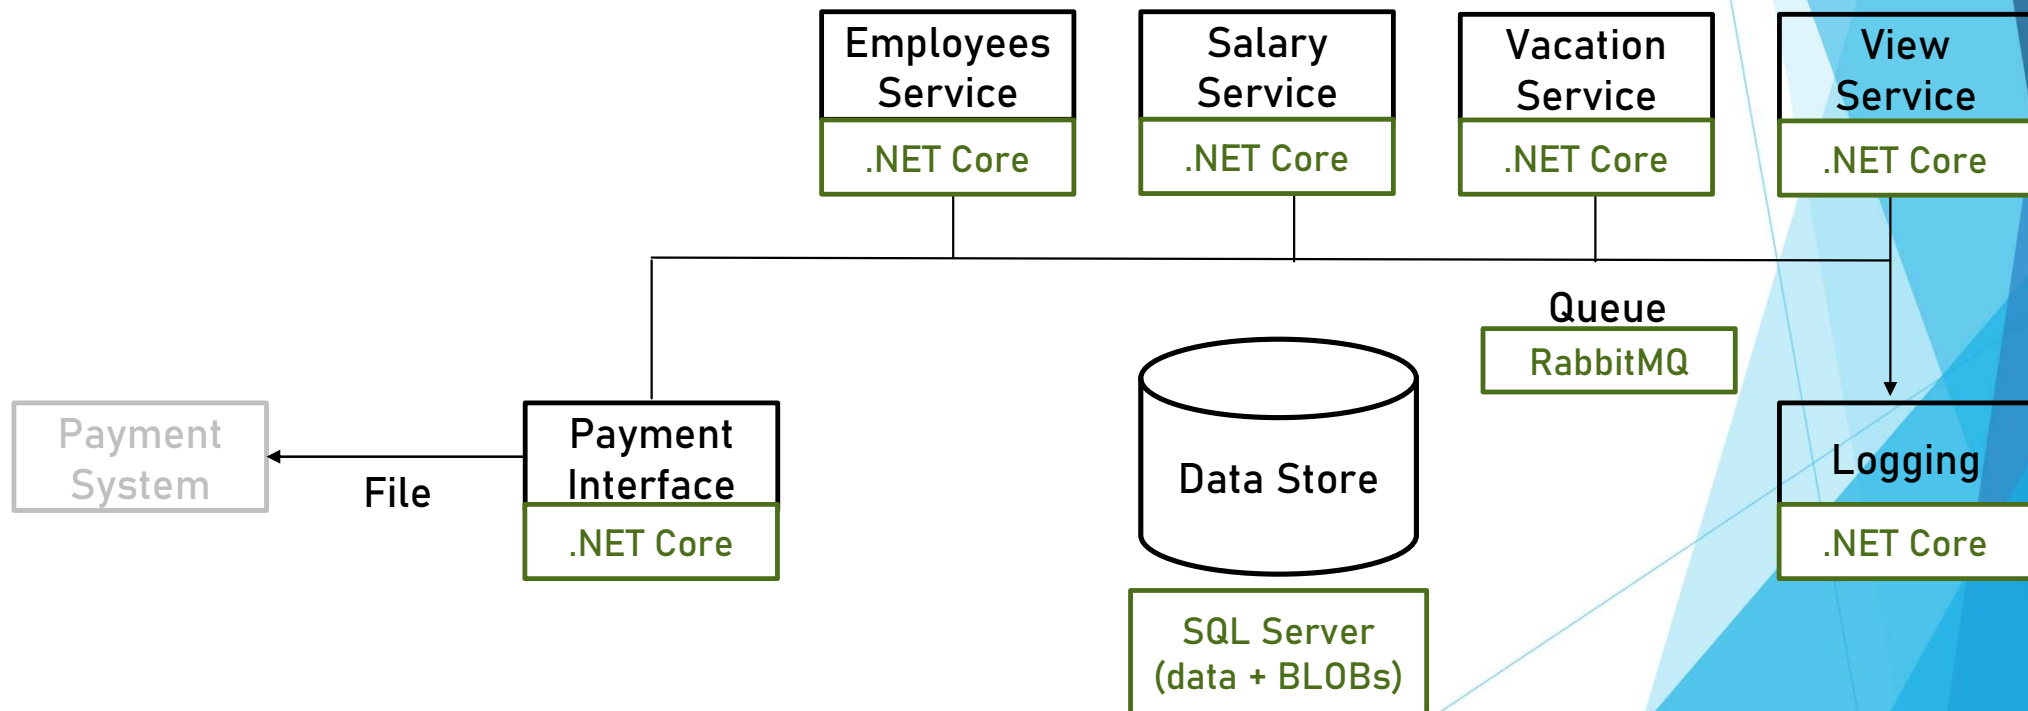 Employees
Service
.NET Core
Salary
Service
.NET Core
Vacation
Service
.NET Core
View
Service
.NET Core
Queue
RabbitMQ
Payment
System
File
Payment
Interface
.NET Core
Data Store
SQL Server
(data + BLOBs)
Logging
.NET Core